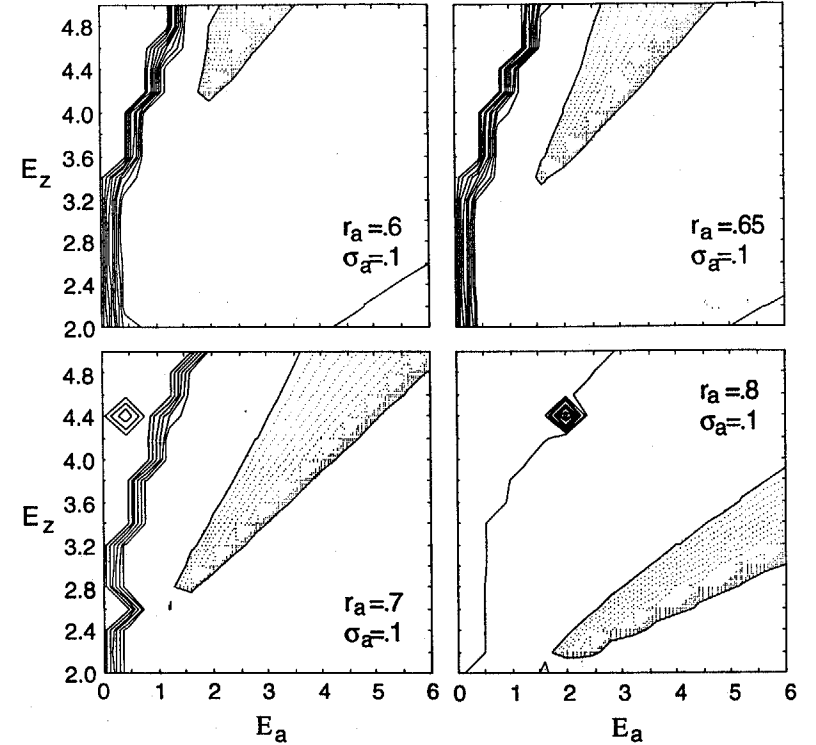 4.8
4.4
4.0
3.6
3.2
2.8
2.4
2.0
E_z
r_a =.6
σ_a=.1
r_a =.65
σ_a=.1
4.8
4.4
4.0
3.6
3.2
2.8
2.4
2.0
E_z
r_a =.7
σ_a=.1
r_a =.8
σ_a=.1
0 1 2 3 4 5 6
0 1 2 3 4 5 6
E_a
E_a